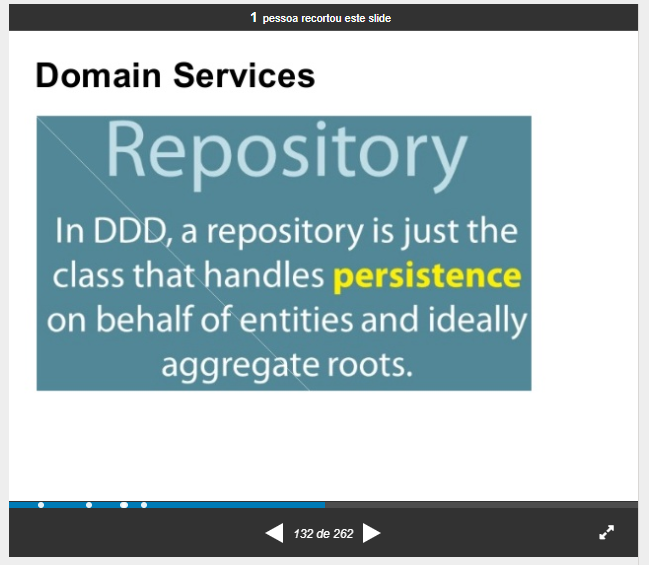 1 pessoa recortou este slide
Domain Services
Repository
In DDD, a repository is just the
class that handles persistence
on behalf of entities and ideally
aggregate roots.
132 de 262